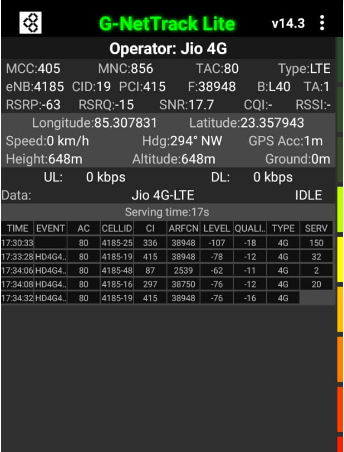 G-NetTrack Lite v14.3
Operator: Jio 4G
MCC:405 MNC:856 TAC:80 Type:LTE
eNB:4185 CID:19 PCI:415 F:38948 B:L40 TA:1
RSRP:-63 RSRQ:-15 SNR:17.7 CQI:- RSSI:-
Longitude:85.307831 Latitude:23.357943
Speed:0 km/h Hdg:294° NW GPS Acc:1m
Height:648m Altitude:648m Ground:0m
UL: 0 kbps DL: 0 kbps
Data: Jio 4G-LTE IDLE
Serving time:17s
TIME EVENT AC CELLID CI ARFCN LEVEL QUALI.. TYPE SERV
17:30:33 80 4185-25 336 38948 -107 -18 4G 150
17:33:28 HD4G4.. 80 4185-19 415 38948 -78 -12 4G 32
17:34:06 HD4G4.. 80 4185-48 87 2539 -62 -11 4G 2
17:34:08 HD4G4.. 80 4185-16 297 38750 -76 -12 4G 20
17:34:32 HD4G4.. 80 4185-19 415 38948 -76 -16 4G